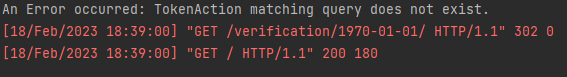 An Error occurred: TokenAction matching query does not exist.
[18/Feb/2023 18:39:00] "GET /verification/1970-01-01/ HTTP/1.1" 302 0
[18/Feb/2023 18:39:00] "GET / HTTP/1.1" 200 180